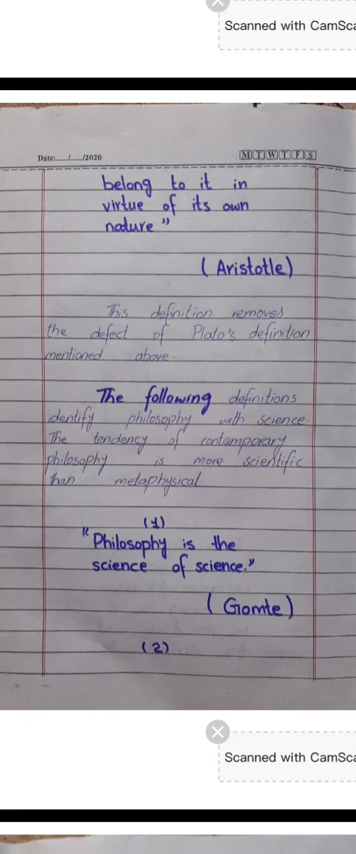 Scanned with CamSca
Date:___/___/2020 M T W T F S
belong to it in
virtue of its own
nature"
( Aristotle)
This definition removes
the defect of Plato's definition
mentioned above.
The following definitions
identify philosophy with science
The tendency of contemporary
philosophy is more scientific
than metaphysical.
(1)
"Philosophy is the
science of science."
( Gomte)
(2)
Scanned with CamSca